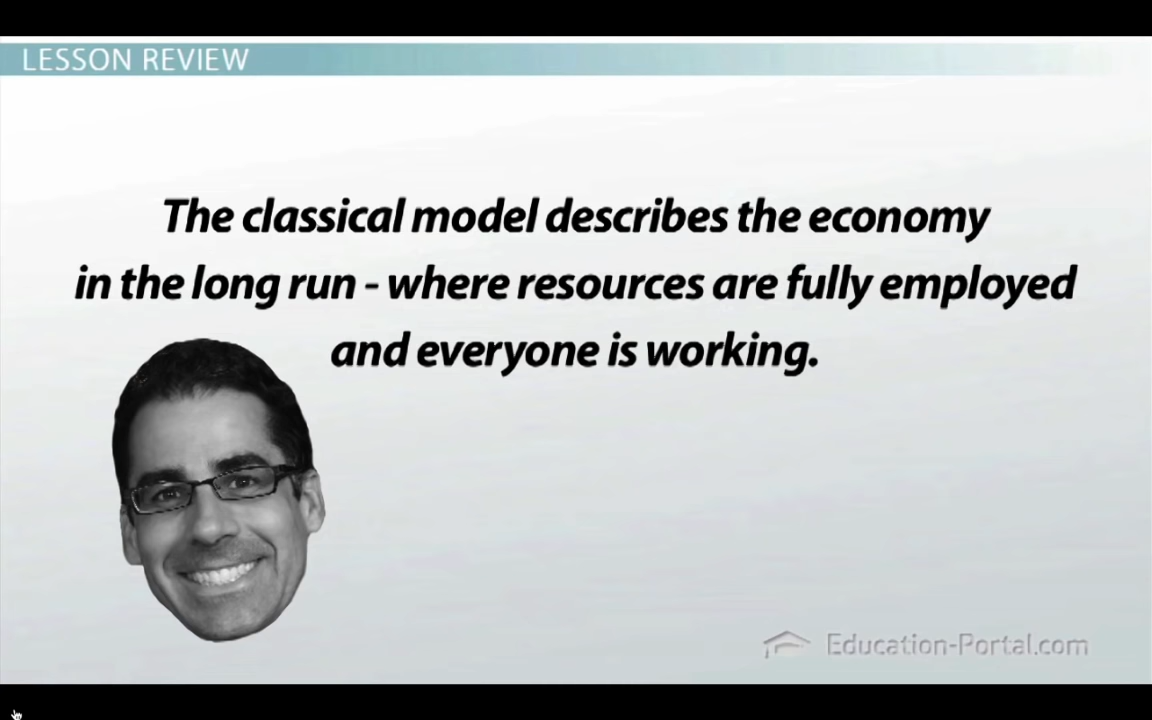 LESSON REVIEW
The classical model describes the economy
in the long run - where resources are fully employed
and everyone is working.
Education-Portal.com